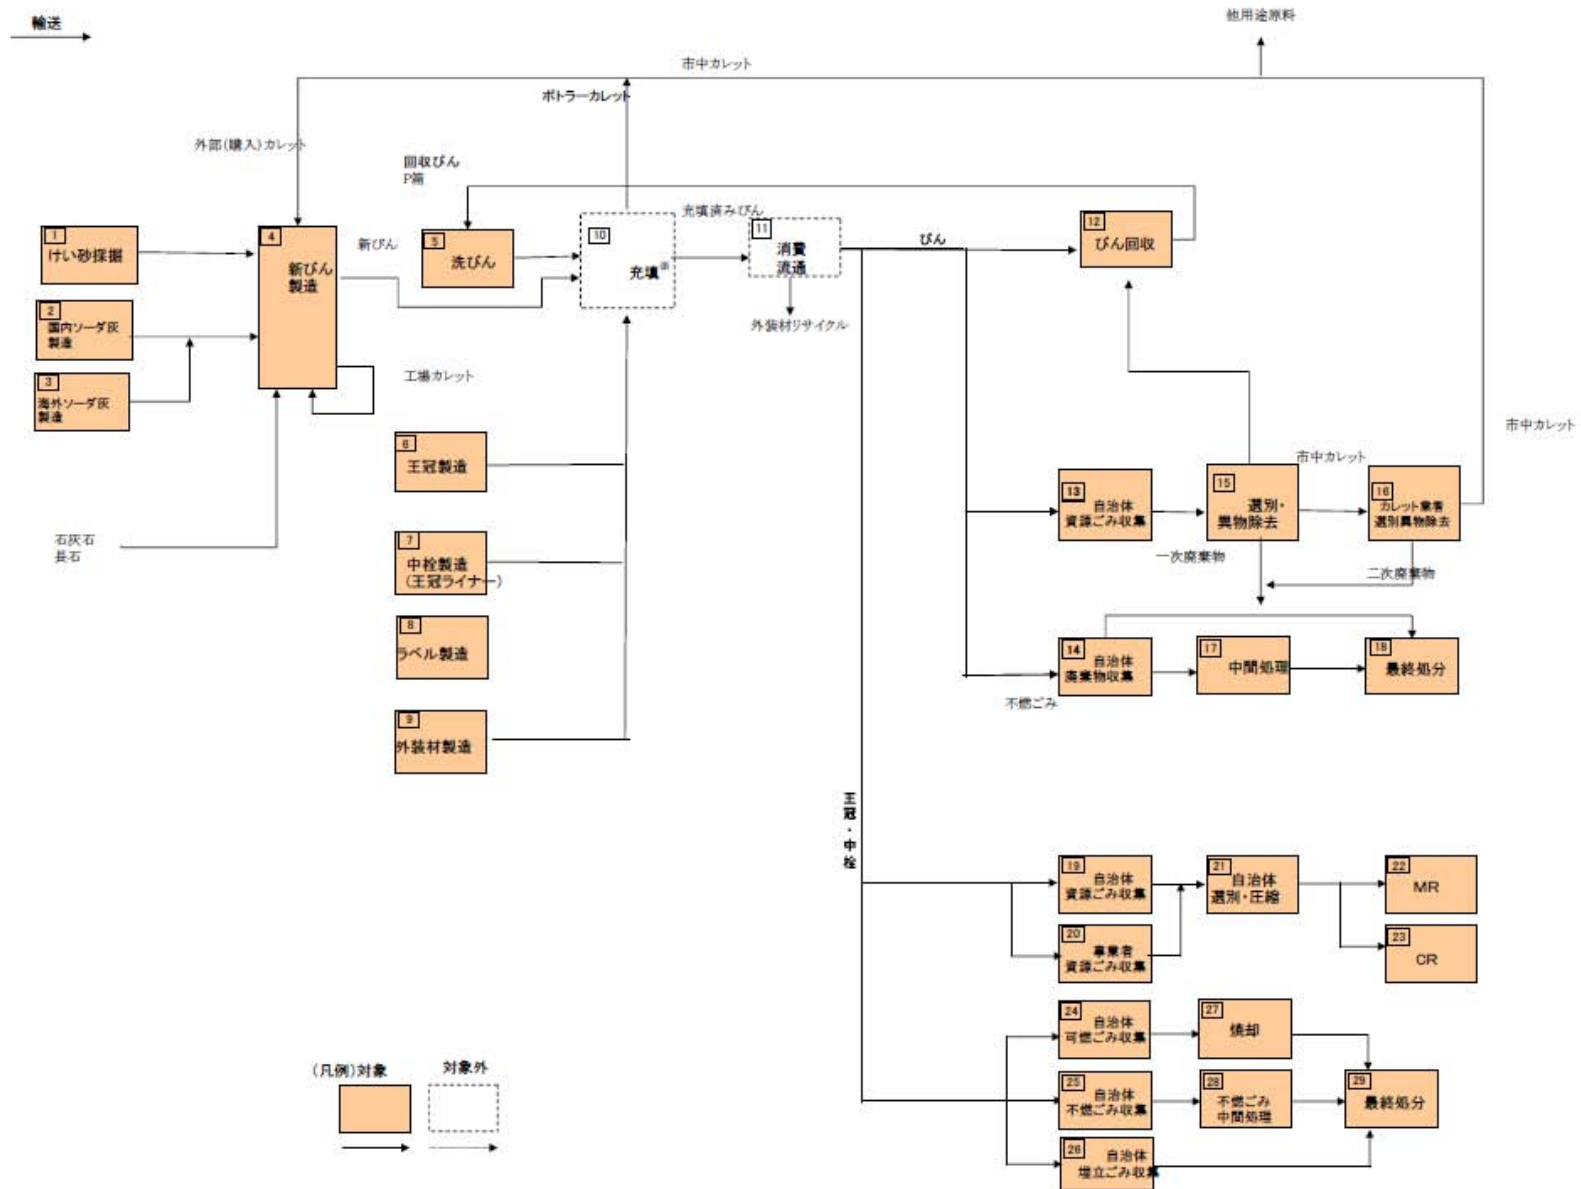 輸送
他用途原料
市中カレット
ボトラーカレット
外部(購入)カレット
回収びん
P箱
充填済みびん
新びん
びん
1
けい砂採掘
2
国内ソーダ灰
製造
3
海外ソーダ灰
製造
4
新びん
製造
5
洗びん
10
充填
11
消費
流通
12
びん回収
外装材リサイクル
工場カレット
石灰石
長石
6
王冠製造
7
中栓製造
(王冠ライナー)
8
ラベル製造
9
外装材製造
市中カレット
市中カレット
13
自治体
資源ごみ収集
15
選別・
異物除去
16
カレット業者
選別異物除去
一次廃棄物
二次廃棄物
14
自治体
廃棄物収集
不燃ごみ
17
中間処理
18
最終処分
王冠・中栓
19
自治体
資源ごみ収集
20
事業者
資源ごみ収集
21
自治体
選別・圧縮
22
MR
23
CR
24
自治体
可燃ごみ収集
27
焼却
25
自治体
不燃ごみ収集
28
不燃ごみ
中間処理
29
最終処分
26
自治体
埋立ごみ収集
(凡例)対象
対象外